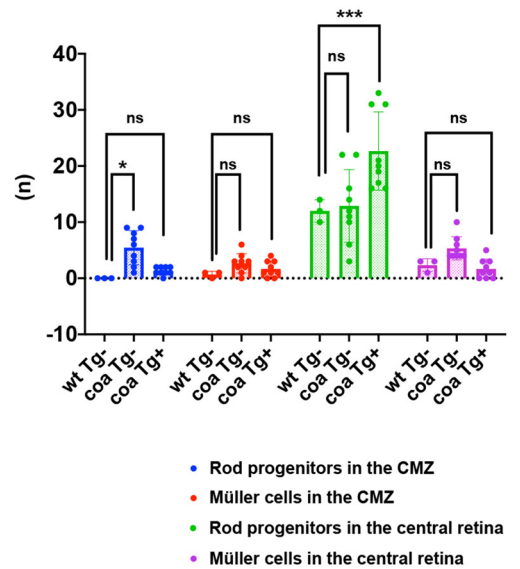 ***
ns
40
30
20
10
0
-10
(n)
ns
*
ns
ns
ns
ns
wt Tg-
coa Tg-
coa Tg+
wt Tg-
coa Tg-
coa Tg+
wt Tg-
coa Tg-
coa Tg+
wt Tg-
coa Tg-
coa Tg+
Rod progenitors in the CMZ
Müller cells in the CMZ
Rod progenitors in the central retina
Müller cells in the central retina